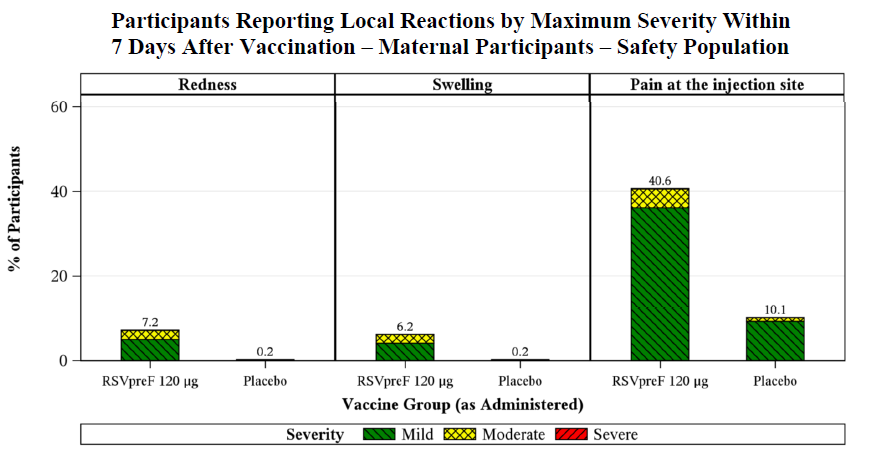 Participants Reporting Local Reactions by Maximum Severity Within
7 Days After Vaccination – Maternal Participants – Safety Population
Redness
Swelling
Pain at the injection site
% of Participants
60
40
20
0
7.2
0.2
6.2
0.2
40.6
10.1
RSVpreF 120 µg
Placebo
RSVpreF 120 µg
Placebo
RSVpreF 120 µg
Placebo
Vaccine Group (as Administered)
Severity Mild Moderate Severe